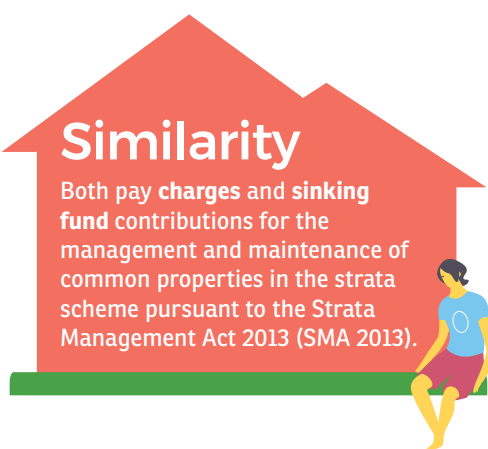 Similarity
Both pay charges and sinking
fund contributions for the
management and maintenance of
common properties in the strata
scheme pursuant to the Strata
Management Act 2013 (SMA 2013).